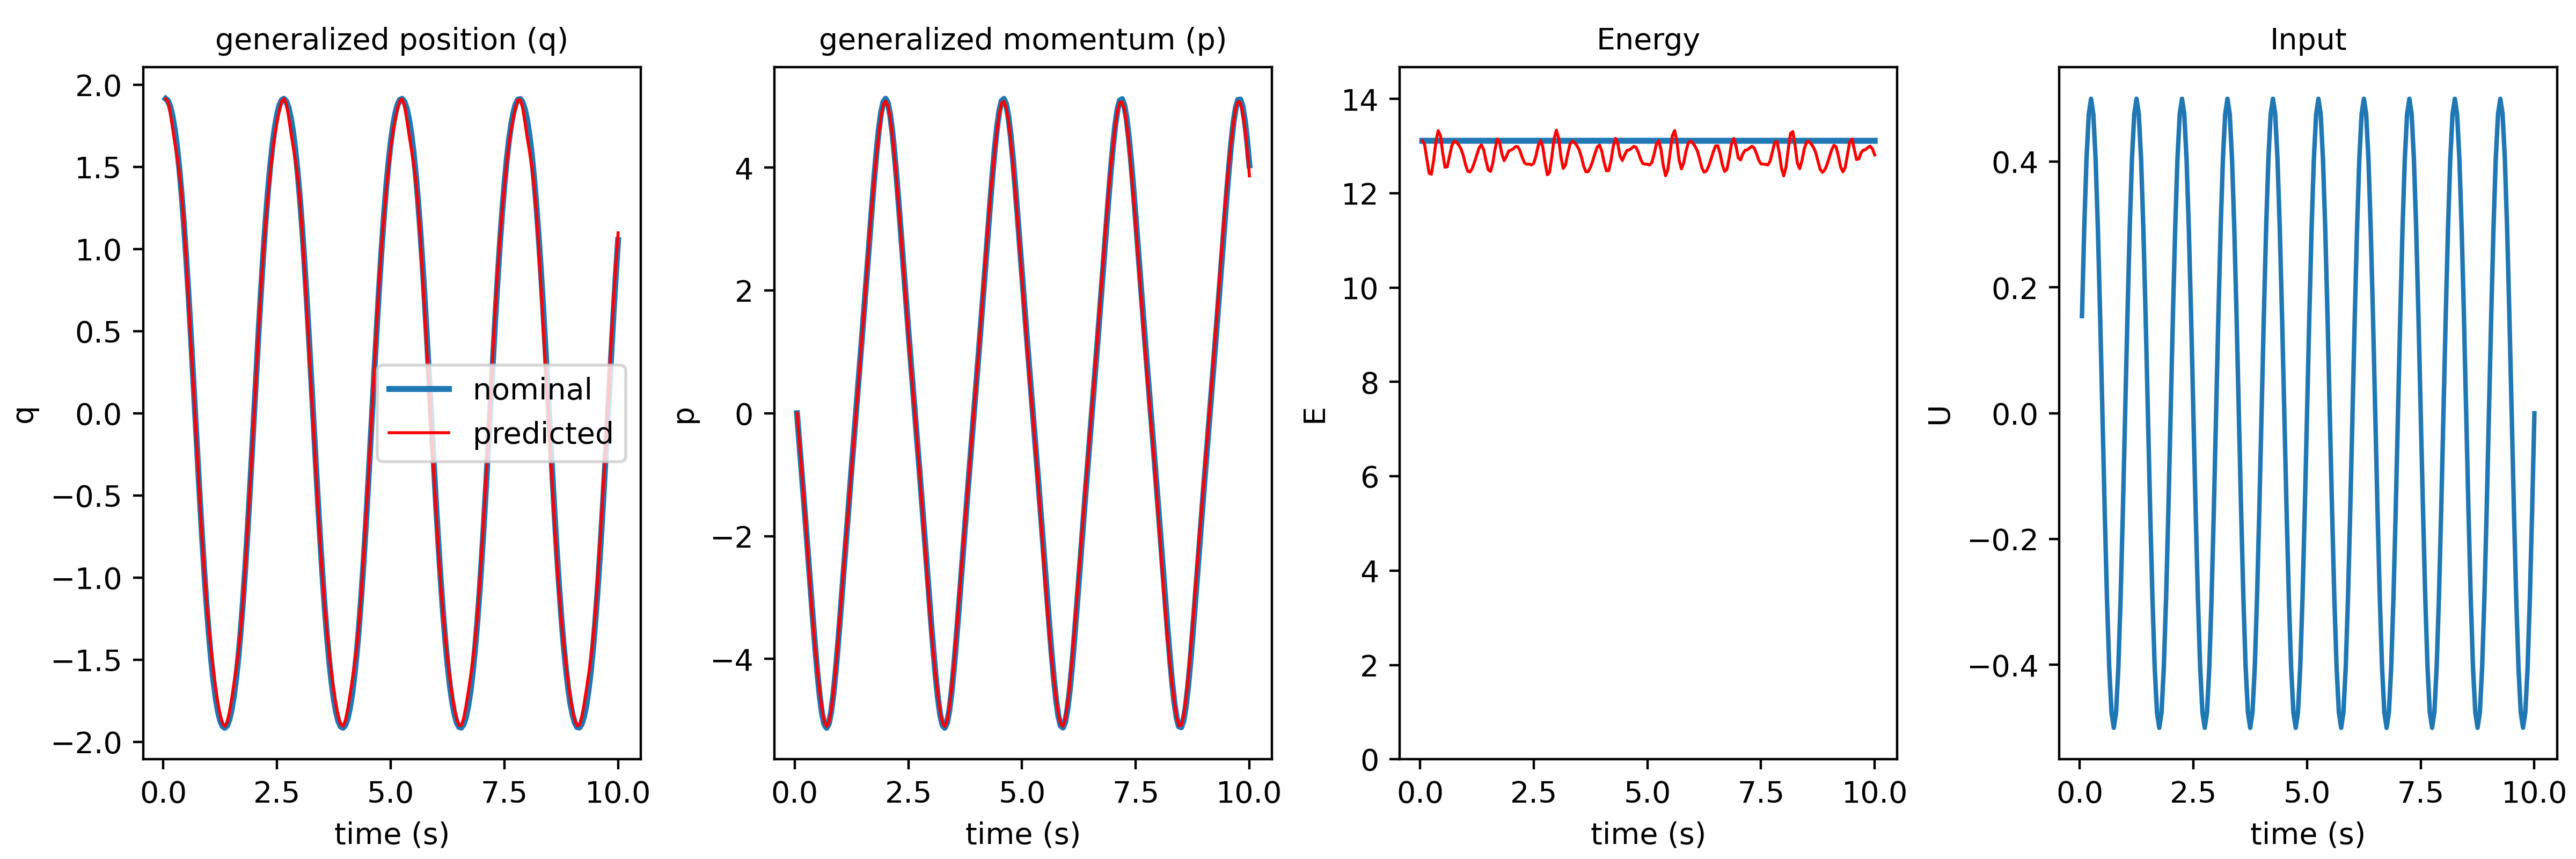 generalized position (q)
2.0
1.5
1.0
0.5
0.0
−0.5
−1.0
−1.5
−2.0
q
nominal
predicted
0.0 2.5 5.0 7.5 10.0
time (s)
generalized momentum (p)
4
2
0
−2
−4
p
0.0 2.5 5.0 7.5 10.0
time (s)
Energy
14
12
10
8
6
4
2
0
E
0.0 2.5 5.0 7.5 10.0
time (s)
Input
0.4
0.2
0.0
−0.2
−0.4
U
0.0 2.5 5.0 7.5 10.0
time (s)